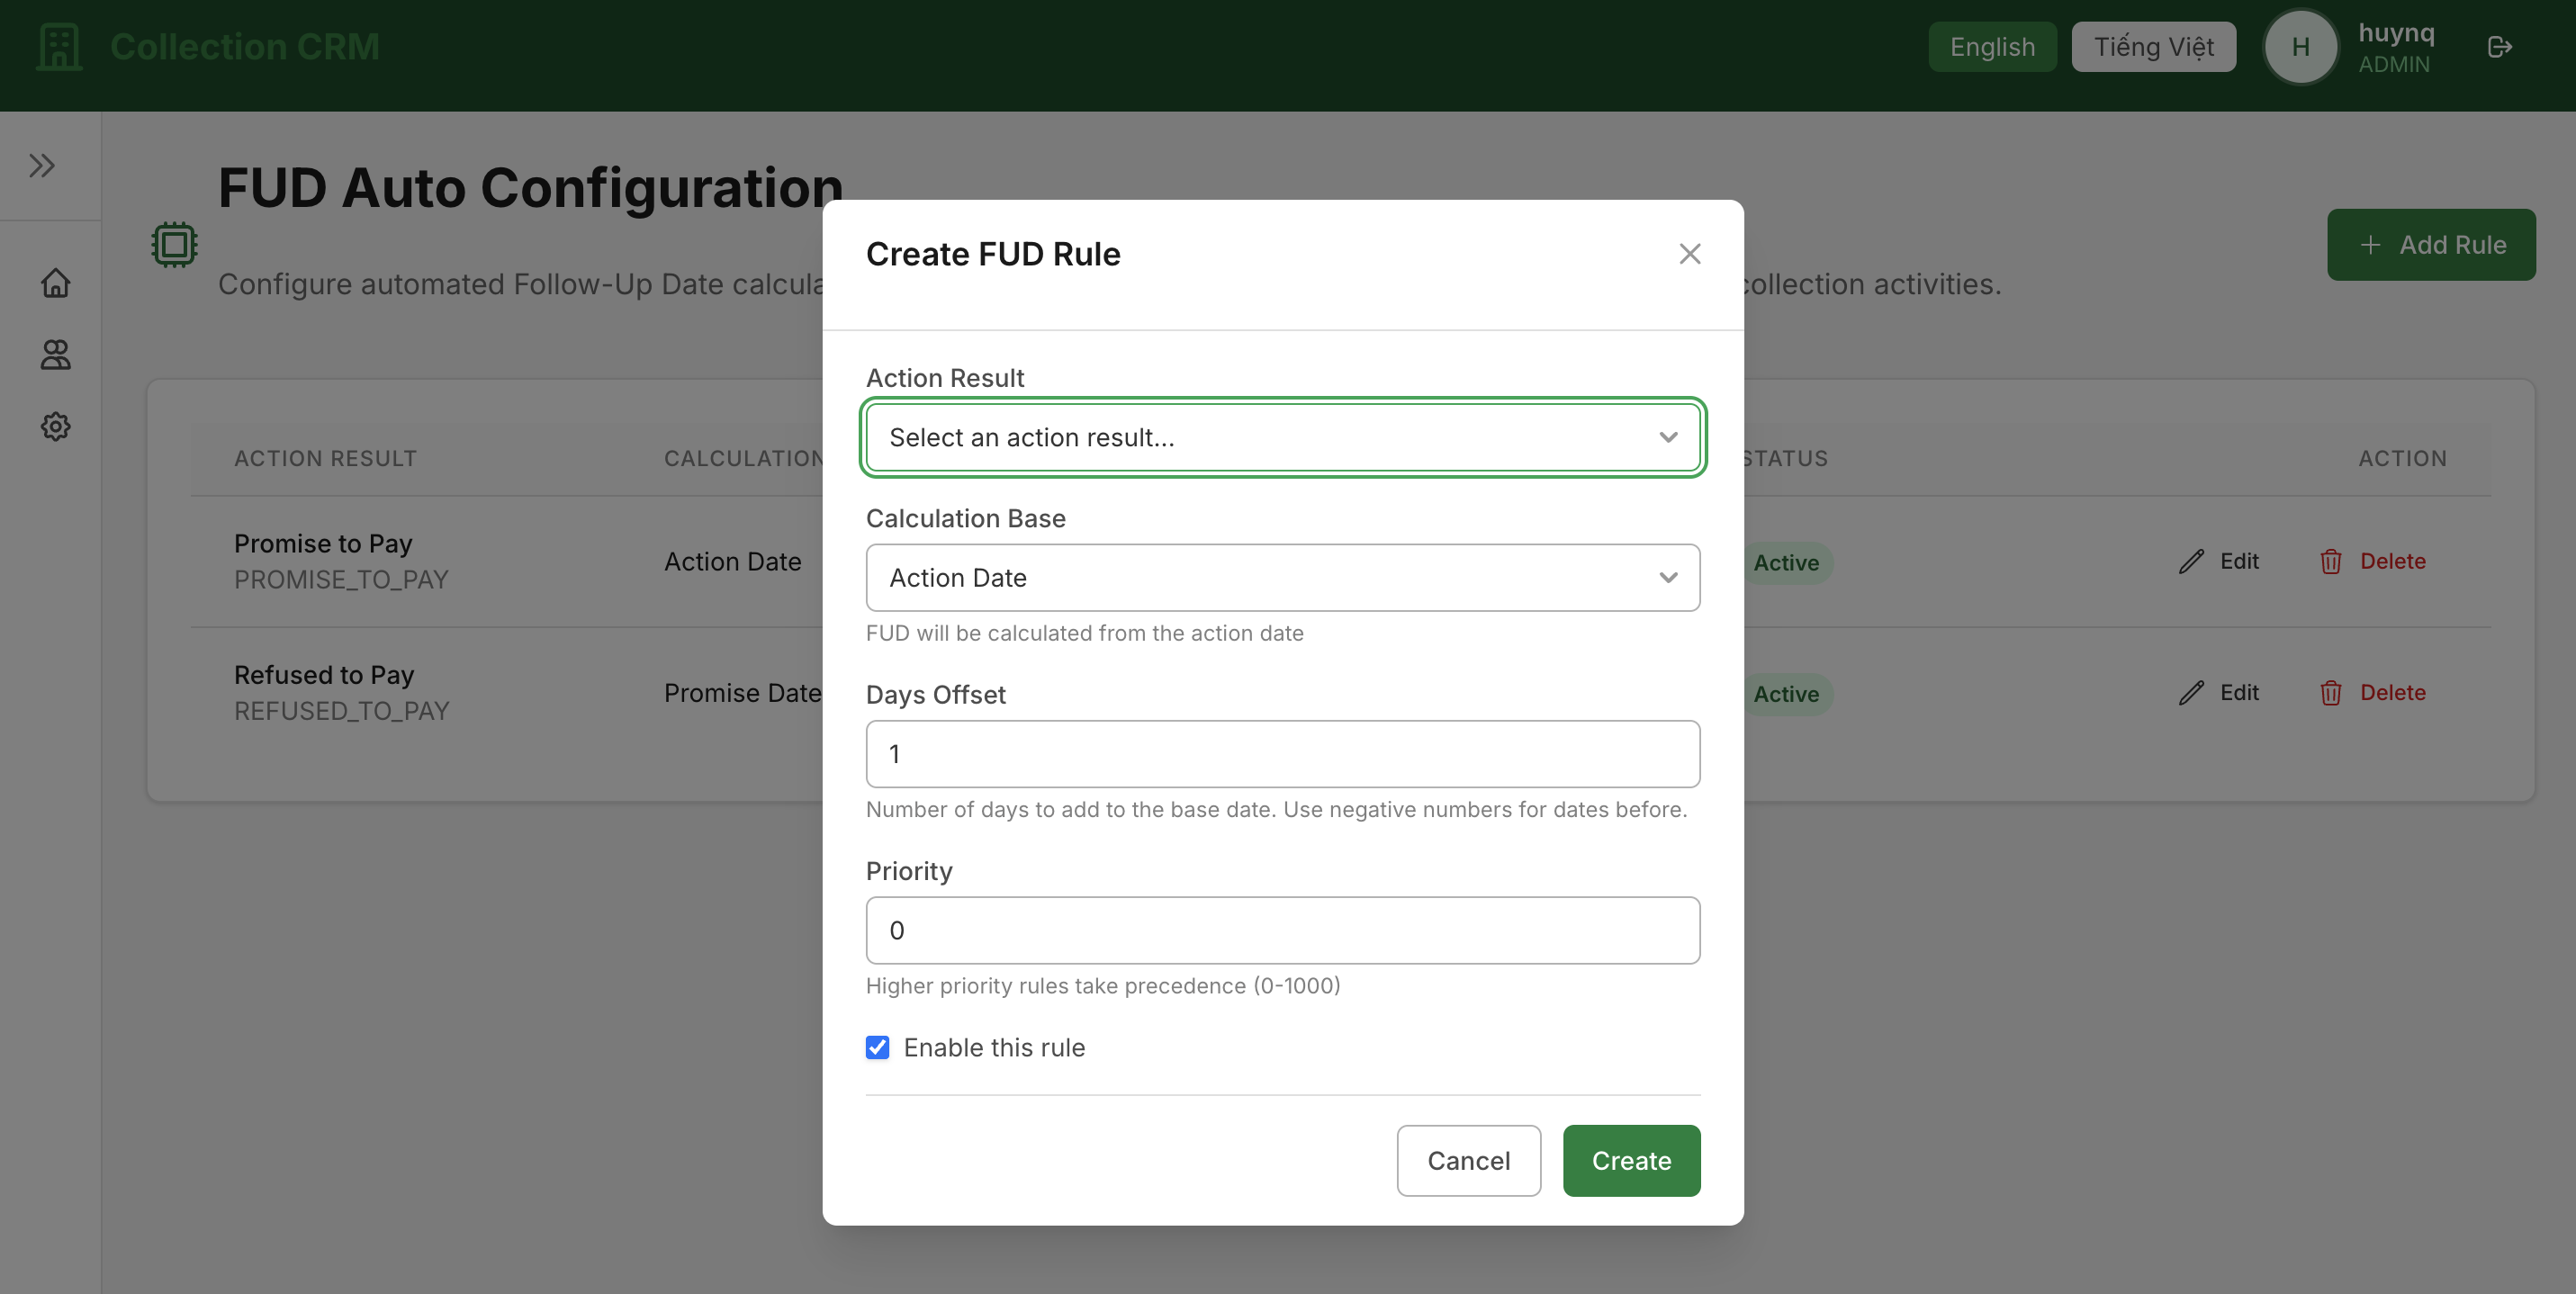 Collection CRM
English
Tiếng Việt
H
huynq
ADMIN
FUD Auto Configuration
Configure automated Follow-Up Date
collection activities.
Add Rule
ACTION RESULT
CALCULATION
STATUS
ACTION
Promise to Pay
PROMISE_TO_PAY
Action Date
Active
Edit
Delete
Refused to Pay
REFUSED_TO_PAY
Promise Date
Active
Edit
Delete
Create FUD Rule
Action Result
Select an action result...
Calculation Base
Action Date
FUD will be calculated from the action date
Days Offset
1
Number of days to add to the base date. Use negative numbers for dates before.
Priority
0
Higher priority rules take precedence (0-1000)
Enable this rule
Cancel
Create